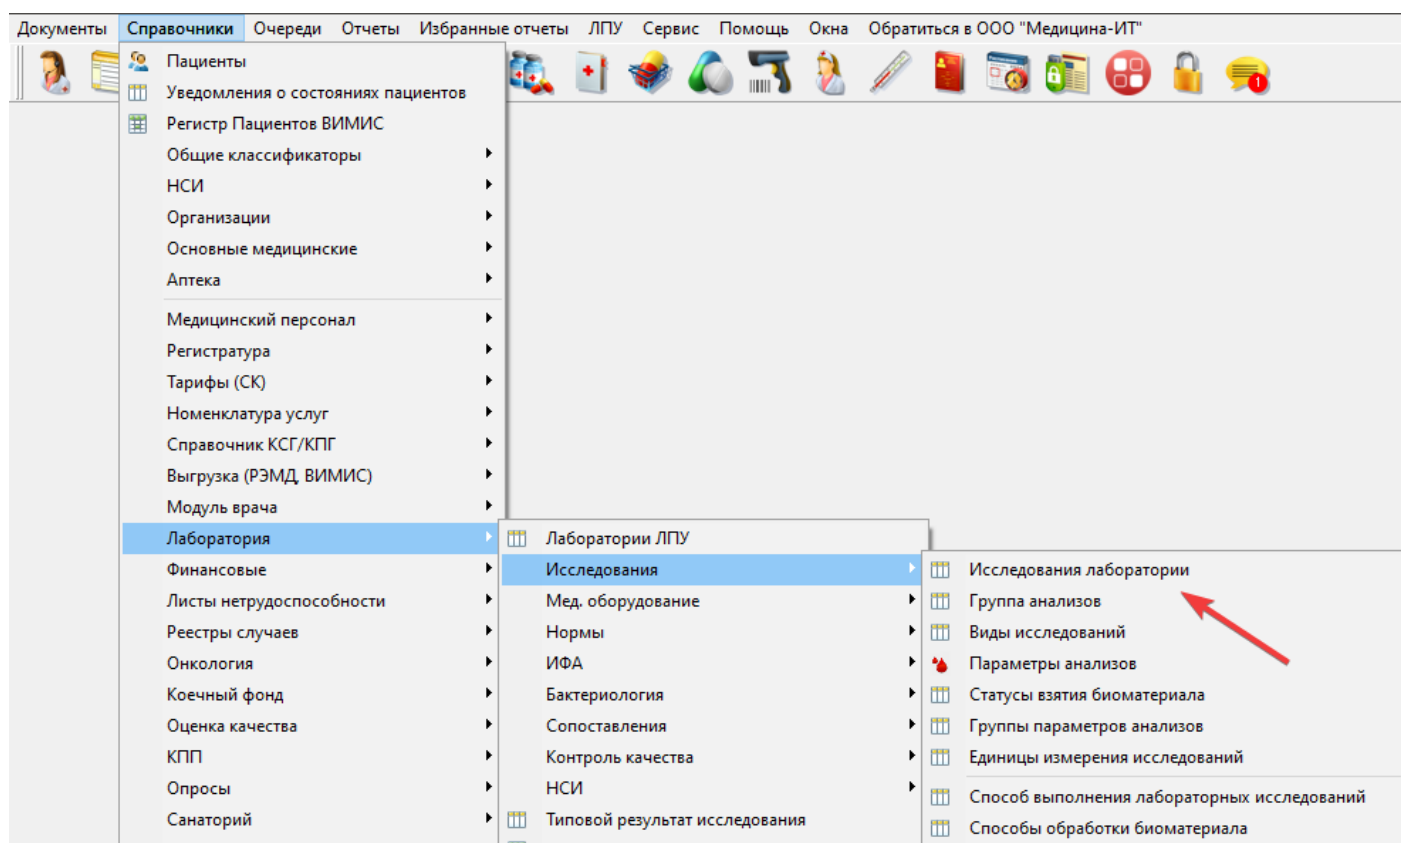 Документы Справочники Очереди Отчеты Избранные отчеты ЛПУ Сервис Помощь Окна Обратиться в ООО "Медицина-ИТ"
1
Пациенты
Уведомления о состояниях пациентов
Регистр Пациентов ВИМИС
Общие классификаторы
НСИ
Организации
Основные медицинские
Аптека
Медицинский персонал
Регистратура
Тарифы (СК)
Номенклатура услуг
Справочник КСГ/КПГ
Выгрузка (РЭМД, ВИМИС)
Модуль врача
Лаборатория
Финансовые
Листы нетрудоспособности
Реестры случаев
Онкология
Коечный фонд
Оценка качества
КПП
Опросы
Санаторий
Лаборатории ЛПУ
Исследования
Мед. оборудование
Нормы
ИФА
Бактериология
Сопоставления
Контроль качества
НСИ
Типовой результат исследования
Исследования лаборатории
Группа анализов
Виды исследований
Параметры анализов
Статусы взятия биоматериала
Группы параметров анализов
Единицы измерения исследований
Способ выполнения лабораторных исследований
Способы обработки биоматериала